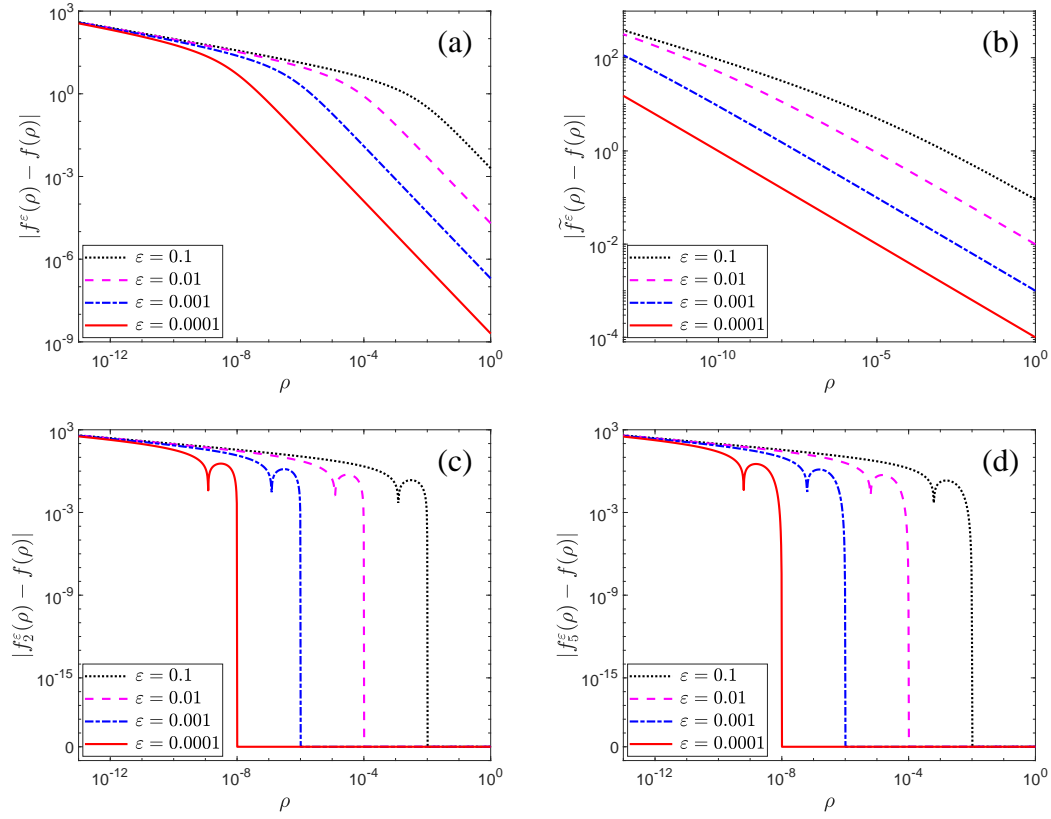 (a)
|f^ε(ρ) − f(ρ)|
10^3
10^0
10^-3
10^-6
10^-9
ε = 0.1
ε = 0.01
ε = 0.001
ε = 0.0001
10^-12
10^-8
10^-4
10^0
ρ
(b)
|f̃^ε(ρ) − f(ρ)|
10^2
10^0
10^-2
10^-4
ε = 0.1
ε = 0.01
ε = 0.001
ε = 0.0001
10^-10
10^-5
10^0
ρ
(c)
|f_2^ε(ρ) − f(ρ)|
10^3
10^-3
10^-9
10^-15
0
ε = 0.1
ε = 0.01
ε = 0.001
ε = 0.0001
10^-12
10^-8
10^-4
10^0
ρ
(d)
|f_5^ε(ρ) − f(ρ)|
10^3
10^-3
10^-9
10^-15
0
ε = 0.1
ε = 0.01
ε = 0.001
ε = 0.0001
10^-12
10^-8
10^-4
10^0
ρ